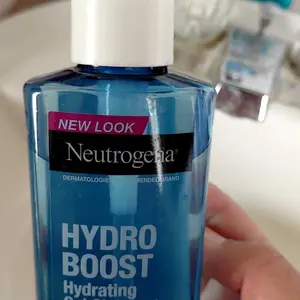 NEW LOOK
Neutrogena®
HYDRO
BOOST
Hydrating